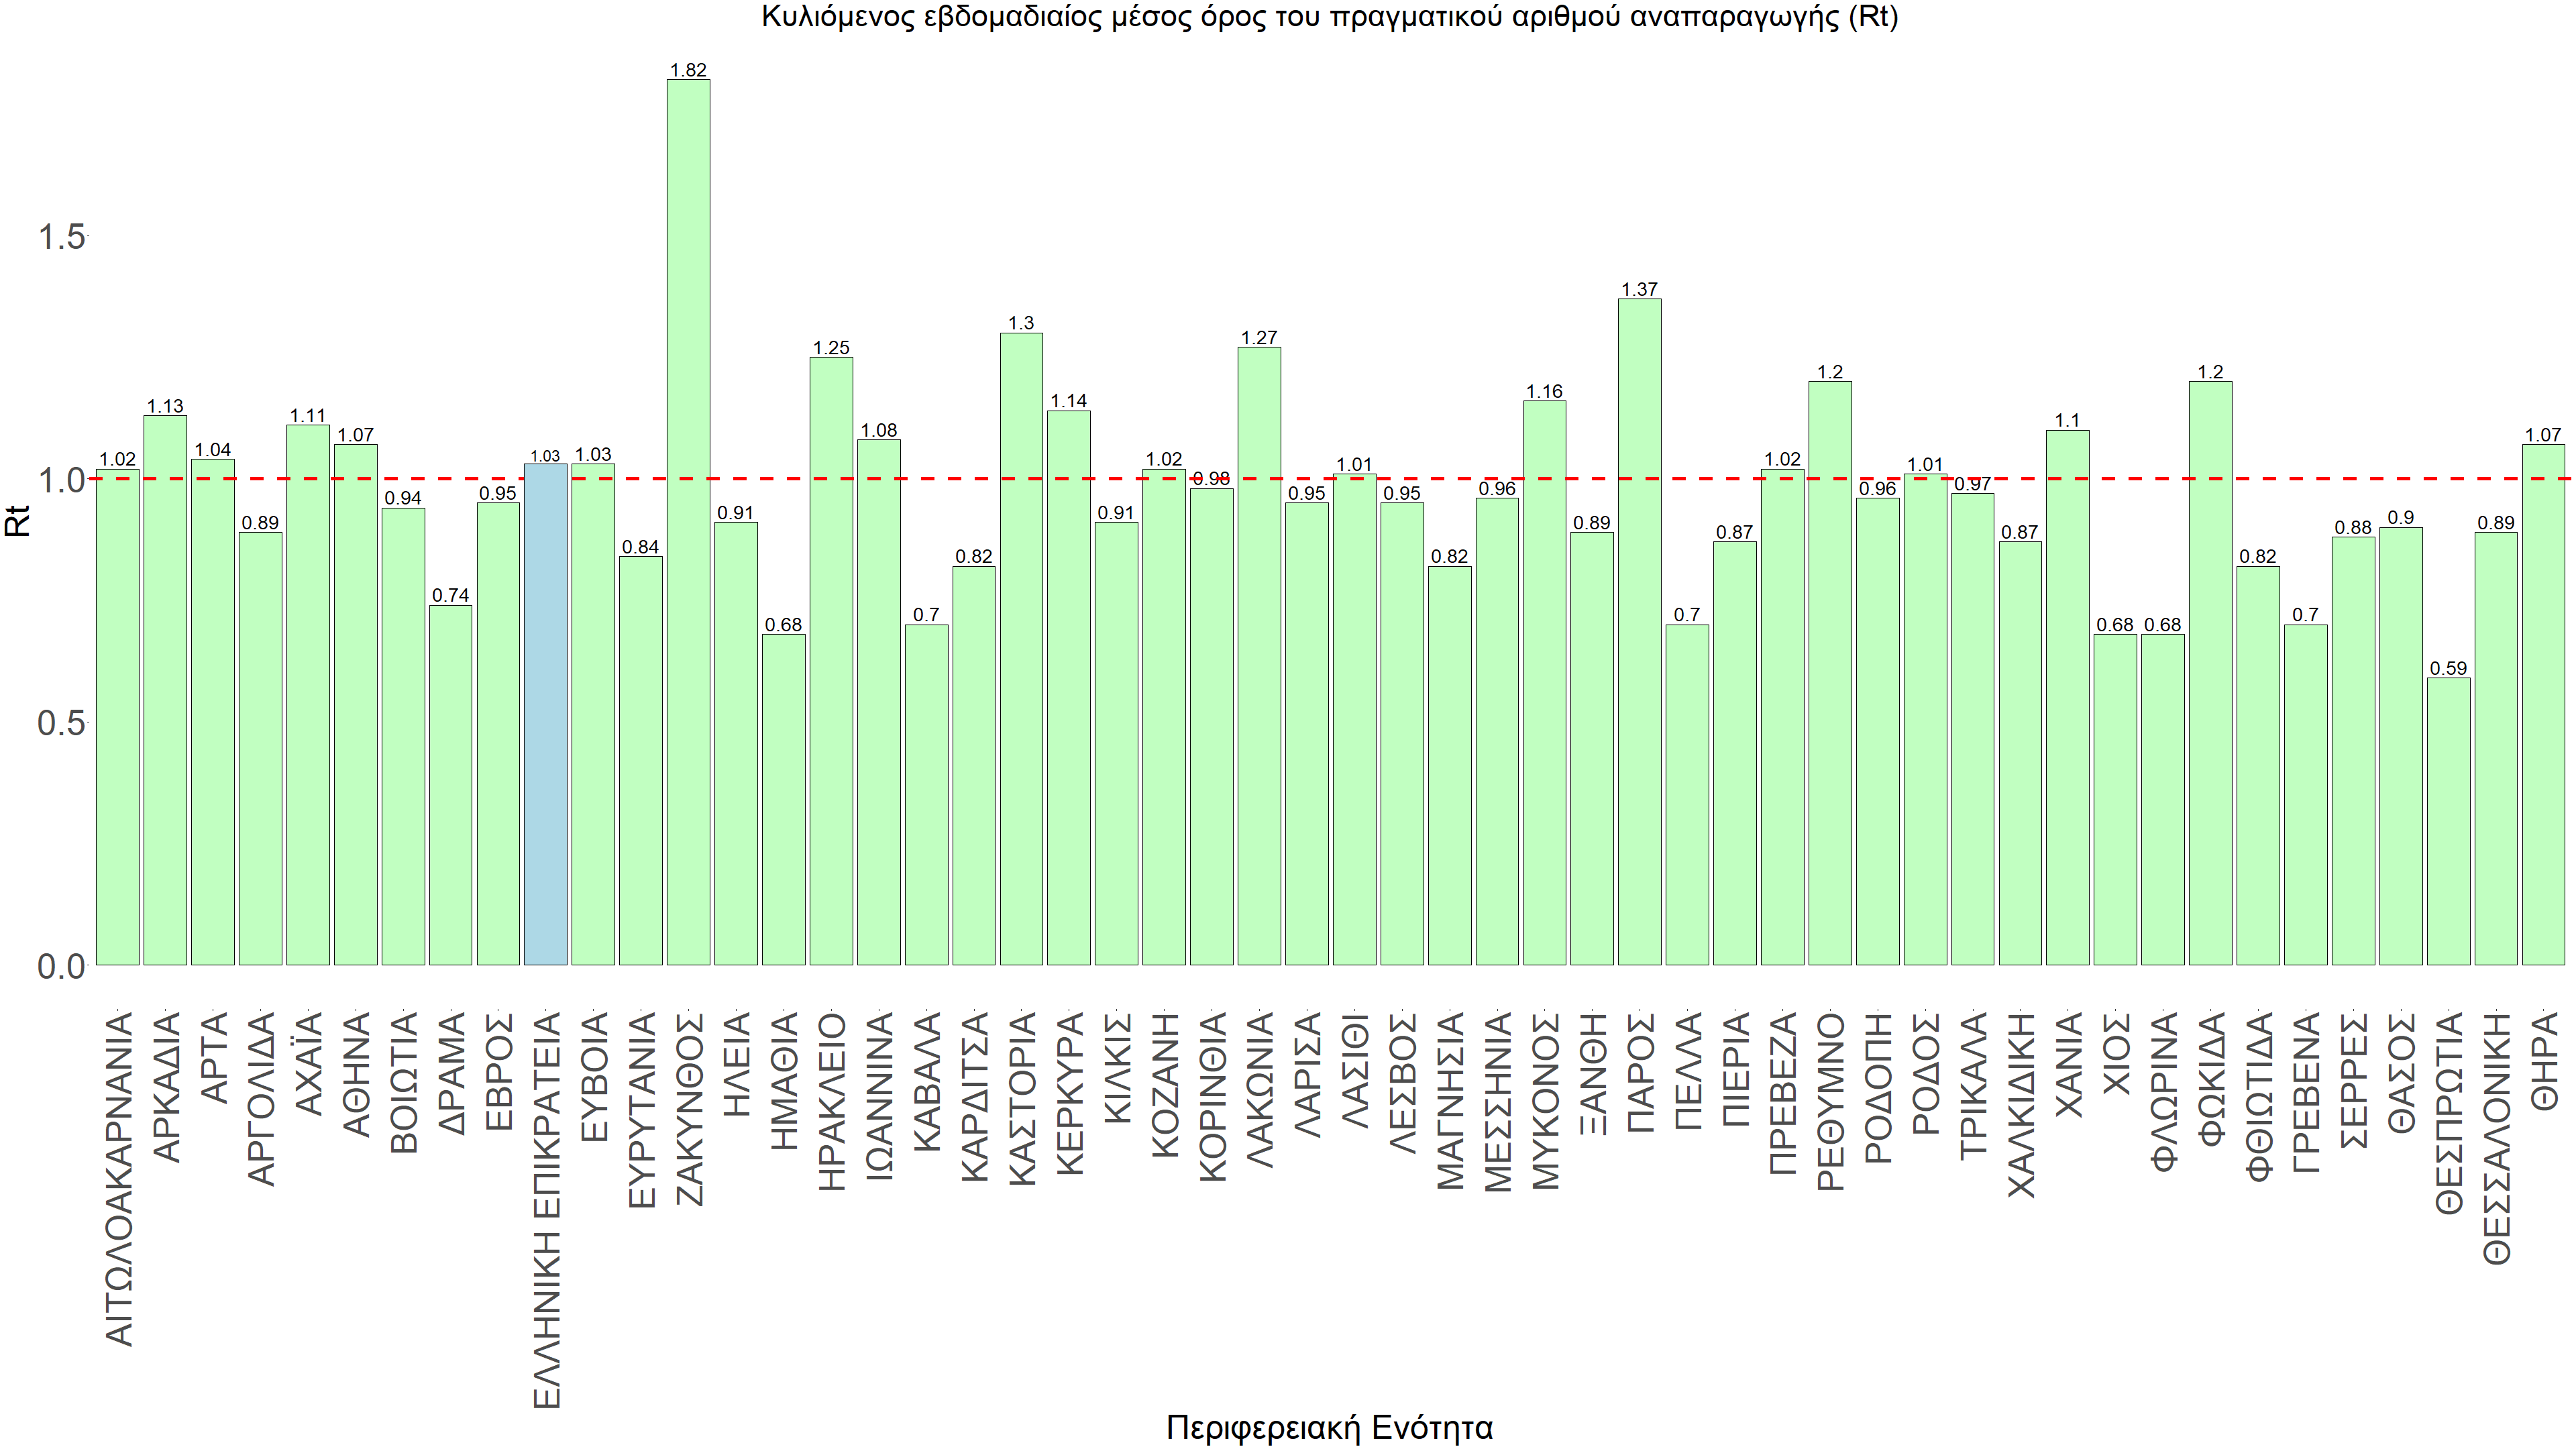 Κυλιόμενος εβδομαδιαίος μέσος όρος του πραγματικού αριθμού αναπαραγωγής (Rt)
Rt
1.5
1.0
0.5
0.0
1.02
1.13
1.04
0.89
1.11
1.07
0.94
0.74
0.95
1.03
1.03
0.84
1.82
0.91
0.68
1.25
1.08
0.7
0.82
1.3
1.14
0.91
1.02
0.98
1.27
0.95
1.01
0.95
0.82
0.96
1.16
0.89
1.37
0.7
0.87
1.02
1.2
0.96
1.01
0.97
0.87
1.1
0.68
0.68
1.2
0.82
0.7
0.88
0.9
0.59
0.89
1.07
ΑΙΤΩΛΟΑΚΑΡΝΑΝΙΑ
ΑΡΚΑΔΙΑ
ΑΡΤΑ
ΑΡΓΟΛΙΔΑ
ΑΧΑΪΑ
ΑΘΗΝΑ
ΒΟΙΩΤΙΑ
ΔΡΑΜΑ
ΕΒΡΟΣ
ΕΛΛΗΝΙΚΗ ΕΠΙΚΡΑΤΕΙΑ
ΕΥΒΟΙΑ
ΕΥΡΥΤΑΝΙΑ
ΖΑΚΥΝΘΟΣ
ΗΛΕΙΑ
ΗΜΑΘΙΑ
ΗΡΑΚΛΕΙΟ
ΙΩΑΝΝΙΝΑ
ΚΑΒΑΛΑ
ΚΑΡΔΙΤΣΑ
ΚΑΣΤΟΡΙΑ
ΚΕΡΚΥΡΑ
ΚΙΛΚΙΣ
ΚΟΖΑΝΗ
ΚΟΡΙΝΘΙΑ
ΛΑΚΩΝΙΑ
ΛΑΡΙΣΑ
ΛΑΣΙΘΙ
ΛΕΣΒΟΣ
ΜΑΓΝΗΣΙΑ
ΜΕΣΣΗΝΙΑ
ΜΥΚΟΝΟΣ
ΞΑΝΘΗ
ΠΑΡΟΣ
ΠΕΛΛΑ
ΠΙΕΡΙΑ
ΠΡΕΒΕΖΑ
ΡΕΘΥΜΝΟ
ΡΟΔΟΠΗ
ΡΟΔΟΣ
ΤΡΙΚΑΛΑ
ΧΑΛΚΙΔΙΚΗ
ΧΑΝΙΑ
ΧΙΟΣ
ΦΛΩΡΙΝΑ
ΦΩΚΙΔΑ
ΦΘΙΩΤΙΔΑ
ΓΡΕΒΕΝΑ
ΣΕΡΡΕΣ
ΘΑΣΟΣ
ΘΕΣΠΡΩΤΙΑ
ΘΕΣΣΑΛΟΝΙΚΗ
ΘΗΡΑ
Περιφερειακή Ενότητα